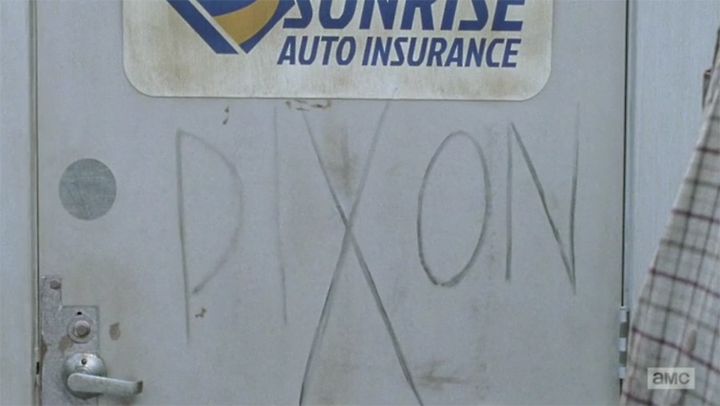 SUNRISE
AUTO INSURANCE
DIXON
amc